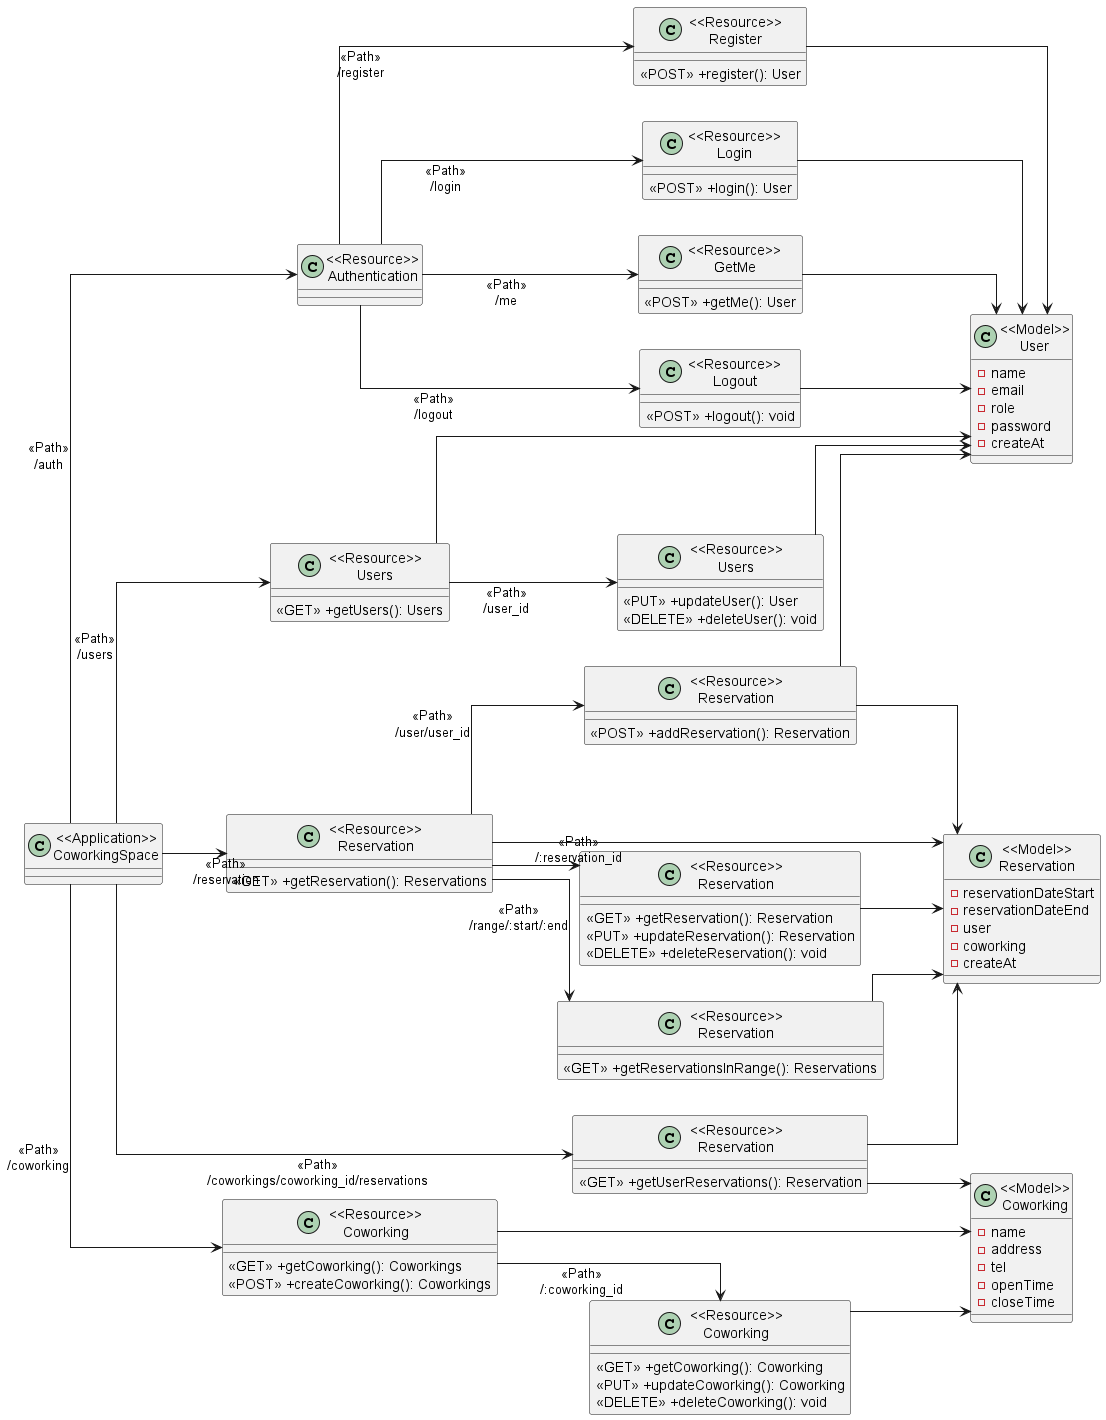 <<Resource>>
Register
«POST» +register(): User
«Path»
/register
<<Resource>>
Login
«POST» +login(): User
«Path»
/login
<<Resource>>
Authentication
<<Resource>>
GetMe
«POST» +getMe(): User
«Path»
/me
<<Resource>>
Logout
«POST» +logout(): void
«Path»
/logout
<<Model>>
User
name
email
role
password
createAt
«Path»
/auth
<<Resource>>
Users
«GET» +getUsers(): Users
«Path»
/user_id
<<Resource>>
Users
«PUT» +updateUser(): User
«DELETE» +deleteUser(): void
«Path»
/users
<<Resource>>
Reservation
«POST» +addReservation(): Reservation
«Path»
/user/user_id
<<Application>>
CoworkingSpace
«Path»
/reservation
<<Resource>>
Reservation
«GET» +getReservation(): Reservations
«Path»
/:reservation_id
<<Resource>>
Reservation
«GET» +getReservation(): Reservation
«PUT» +updateReservation(): Reservation
«DELETE» +deleteReservation(): void
<<Model>>
Reservation
reservationDateStart
reservationDateEnd
user
coworking
createAt
«Path»
/range/:start/:end
<<Resource>>
Reservation
«GET» +getReservationsInRange(): Reservations
<<Resource>>
Reservation
«GET» +getUserReservations(): Reservation
«Path»
/coworkings/coworking_id/reservations
«Path»
/coworking
<<Resource>>
Coworking
«GET» +getCoworking(): Coworkings
«POST» +createCoworking(): Coworkings
<<Model>>
Coworking
name
address
tel
openTime
closeTime
«Path»
/:coworking_id
<<Resource>>
Coworking
«GET» +getCoworking(): Coworking
«PUT» +updateCoworking(): Coworking
«DELETE» +deleteCoworking(): void